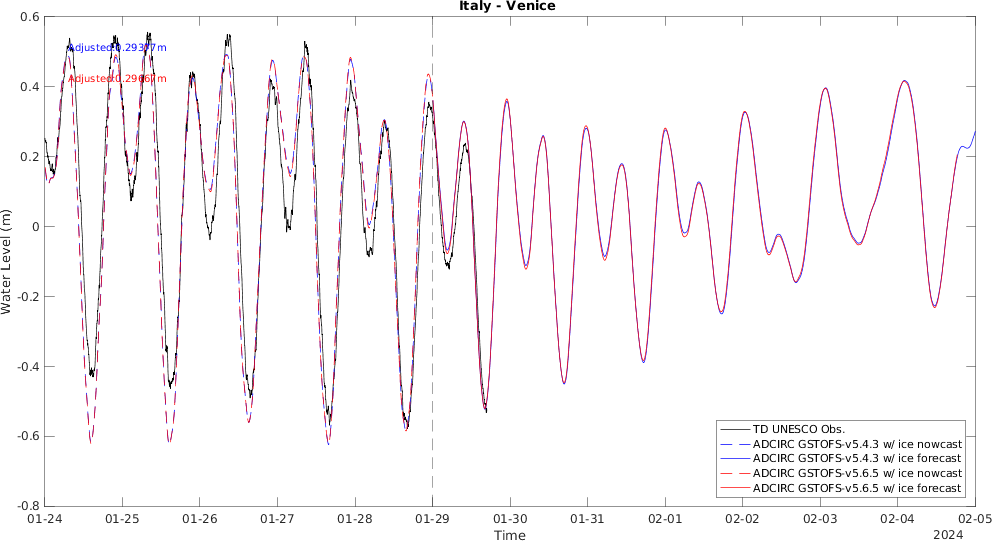 Italy - Venice
0.6
0.4
0.2
0
-0.2
-0.4
-0.6
-0.8
Water Level (m)
Adjusted:0.29377m
TD UNESCO Obs.
ADCIRC GSTOFS-v5.4.3 w/ ice nowcast
ADCIRC GSTOFS-v5.4.3 w/ ice forecast
ADCIRC GSTOFS-v5.6.5 w/ ice nowcast
ADCIRC GSTOFS-v5.6.5 w/ ice forecast
01-24 01-25 01-26 01-27 01-28 01-29 01-30 01-31 02-01 02-02 02-03 02-04 02-05
Time
2024